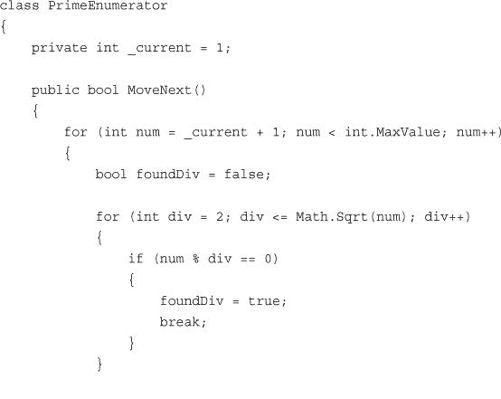 class PrimeEnumerator
{
    private int _current = 1;
    public bool MoveNext()
    {
        for (int num = _current + 1; num < int.MaxValue; num++)
        {
            bool foundDiv = false;
            for (int div = 2; div <= Math.Sqrt(num); div++)
            {
                if (num % div == 0)
                {
                    foundDiv = true;
                    break;
                }
            }